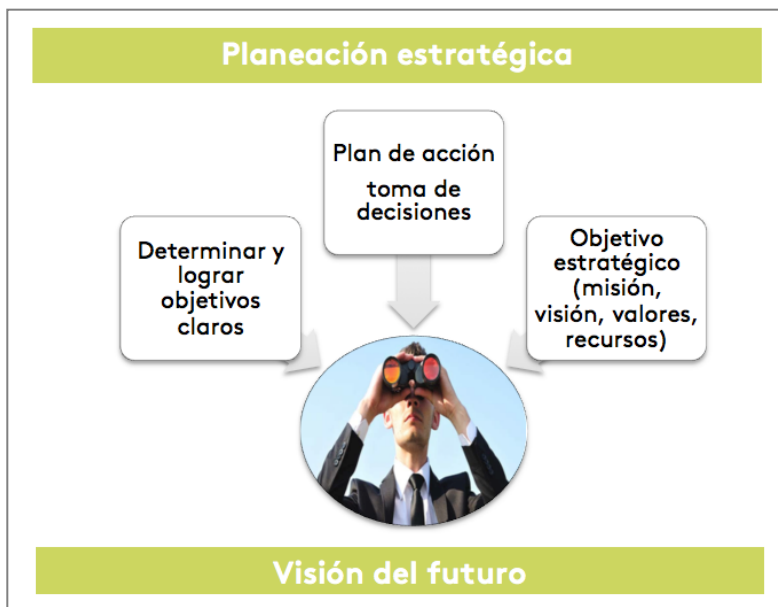 Planeación estratégica
Plan de acción
toma de
decisiones
Determinar y
lograr
objetivos
claros
Objetivo
estratégico
(misión,
visión, valores,
recursos)
Visión del futuro